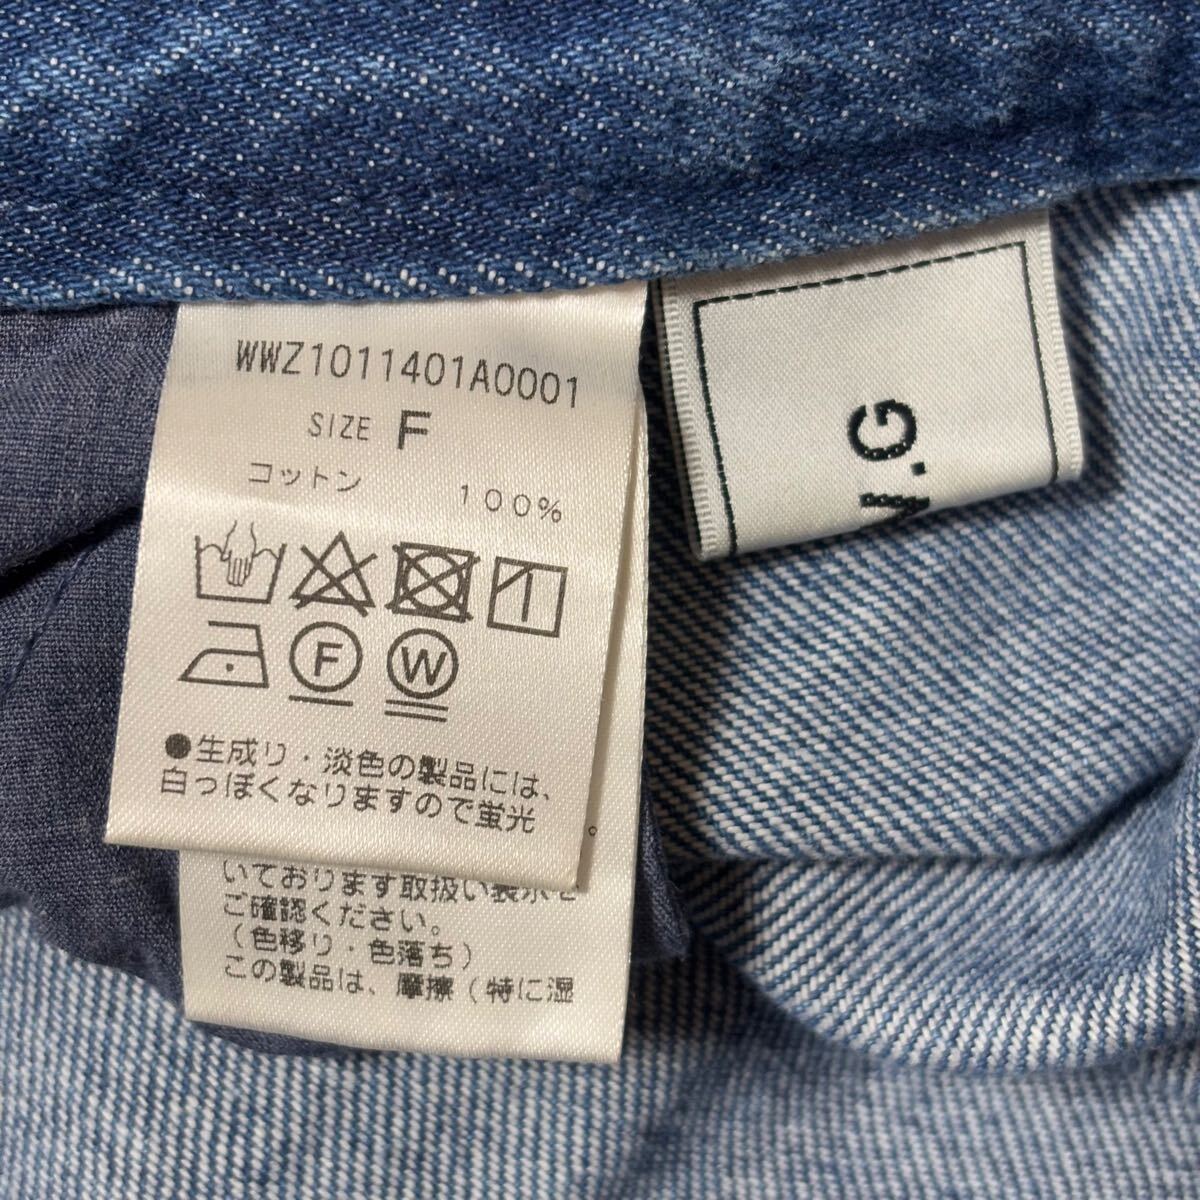 WWZ1011401A0001
SIZE F
コットン 100%
F W
●生成り・淡色の製品には、
白っぽくなりますので蛍光
。
いております取扱い表示を
ご確認ください。
(色移り・色落ち)
この製品は、摩擦(特に湿
.G